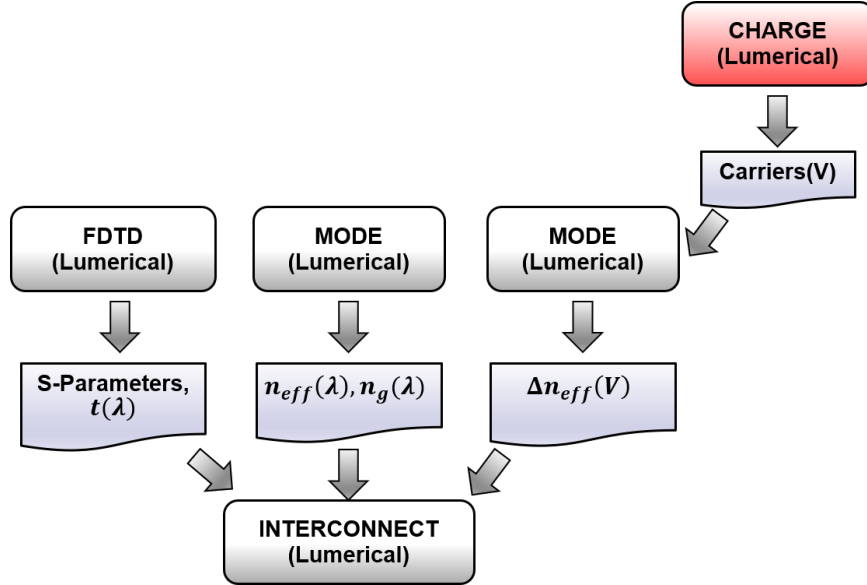 CHARGE
(Lumerical)
Carriers(V)
FDTD
(Lumerical)
MODE
(Lumerical)
MODE
(Lumerical)
S-Parameters,
t(λ)
n_eff(λ), n_g(λ)
Δn_eff(V)
INTERCONNECT
(Lumerical)